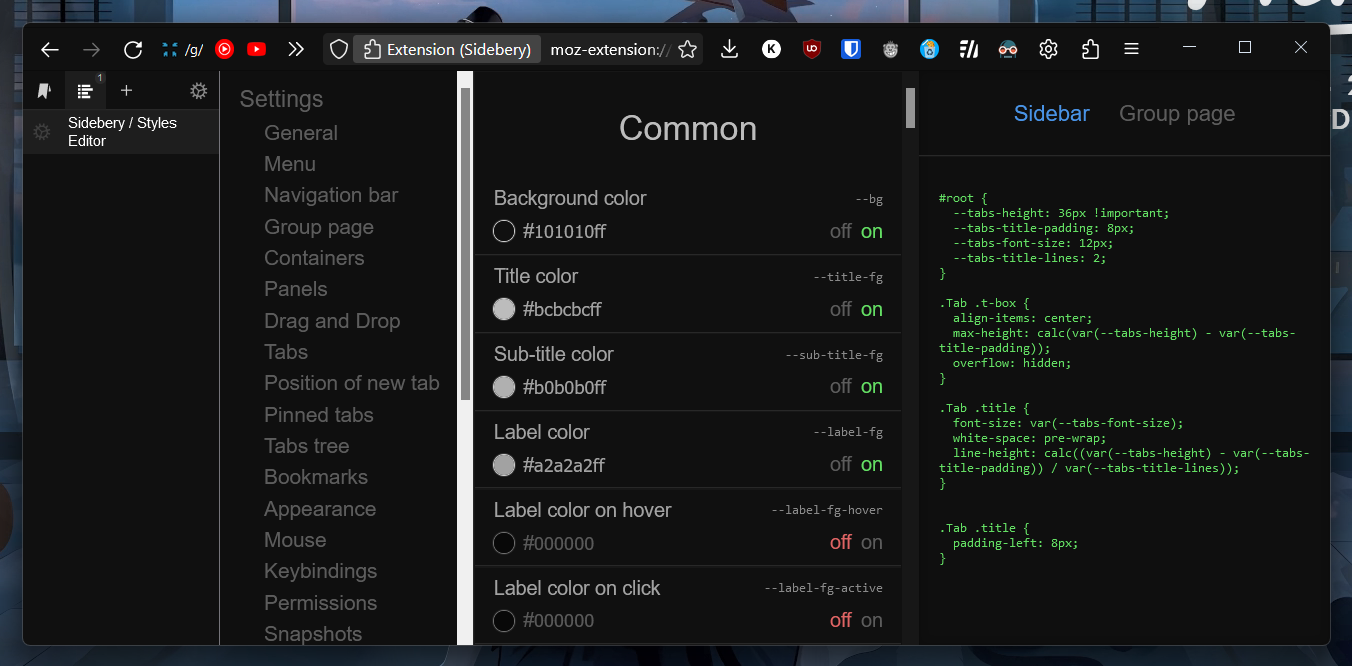 /g/
Extension (Sidebery)
moz-extension://
1
Sidebery / Styles
Editor
Settings
General
Menu
Navigation bar
Group page
Containers
Panels
Drag and Drop
Tabs
Position of new tab
Pinned tabs
Tabs tree
Bookmarks
Appearance
Mouse
Keybindings
Permissions
Snapshots
Common
Background color
--bg
#101010ff
off on
Title color
--title-fg
#bcbcbcff
off on
Sub-title color
--sub-title-fg
#b0b0b0ff
off on
Label color
--label-fg
#a2a2a2ff
off on
Label color on hover
--label-fg-hover
#000000
off on
Label color on click
--label-fg-active
#000000
off on
Sidebar
Group page
#root {
--tabs-height: 36px !important;
--tabs-title-padding: 8px;
--tabs-font-size: 12px;
--tabs-title-lines: 2;
}
.Tab .t-box {
align-items: center;
max-height: calc(var(--tabs-height) - var(--tabs-
title-padding));
overflow: hidden;
}
.Tab .title {
font-size: var(--tabs-font-size);
white-space: pre-wrap;
line-height: calc((var(--tabs-height) - var(--tabs-
title-padding)) / var(--tabs-title-lines));
}
.Tab .title {
padding-left: 8px;
}